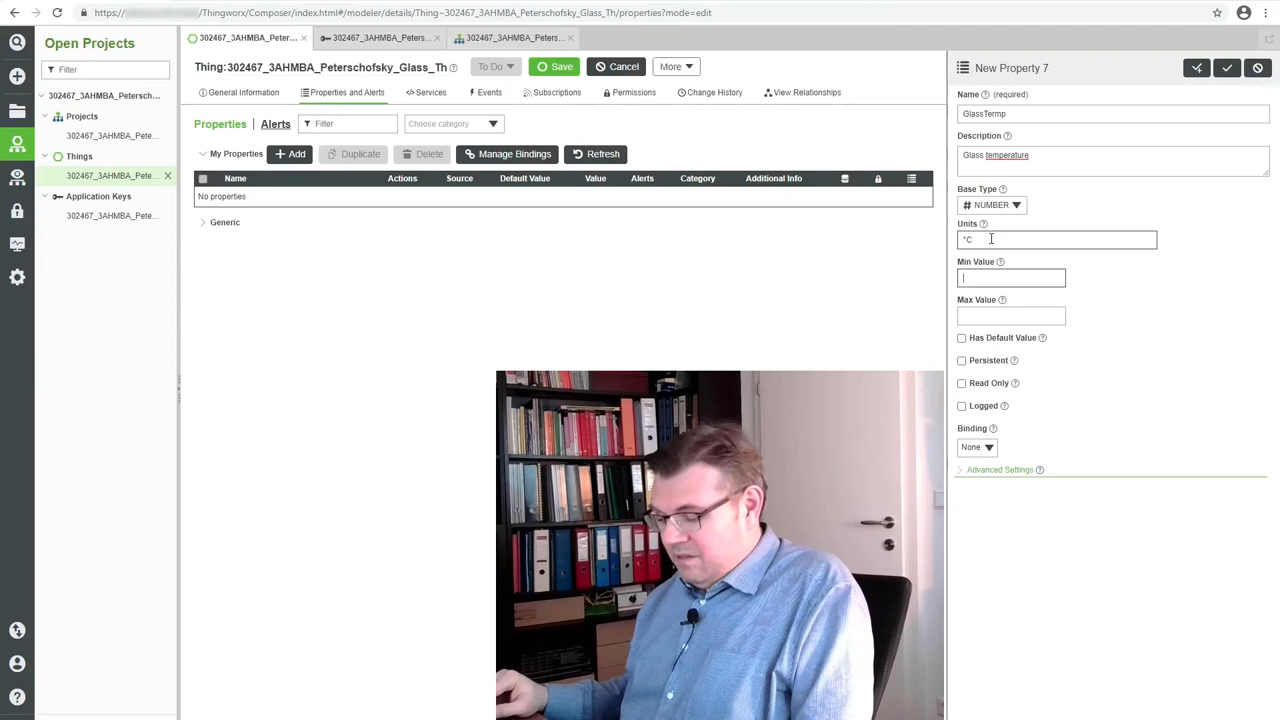 https://
/Thingworx/Composer/index.html#/modeler/details/Thing~302467_3AHMBA_Peterschofsky_Glass_Th/properties?mode=edit
Open Projects
Filter
302467_3AHMBA_Petersch...
Projects
302467_3AHMBA_Pete...
Things
302467_3AHMBA_Pete...
Application Keys
302467_3AHMBA_Pete...
302467_3AHMBA_Peter...
302467_3AHMBA_Peters...
302467_3AHMBA_Peters...
Thing: 302467_3AHMBA_Peterschofsky_Glass_Th
To Do
Save
Cancel
More
General Information
Properties and Alerts
Services
Events
Subscriptions
Permissions
Change History
View Relationships
Properties | Alerts
Filter
Choose category
My Properties
Add
Duplicate
Delete
Manage Bindings
Refresh
Name Actions Source Default Value Value Alerts Category Additional Info
No properties
Generic
New Property 7
Name (required)
GlassTermp
Description
Glass temperature
Base Type
# NUMBER
Units
°C
Min Value
Max Value
Has Default Value
Persistent
Read Only
Logged
Binding
None
Advanced Settings